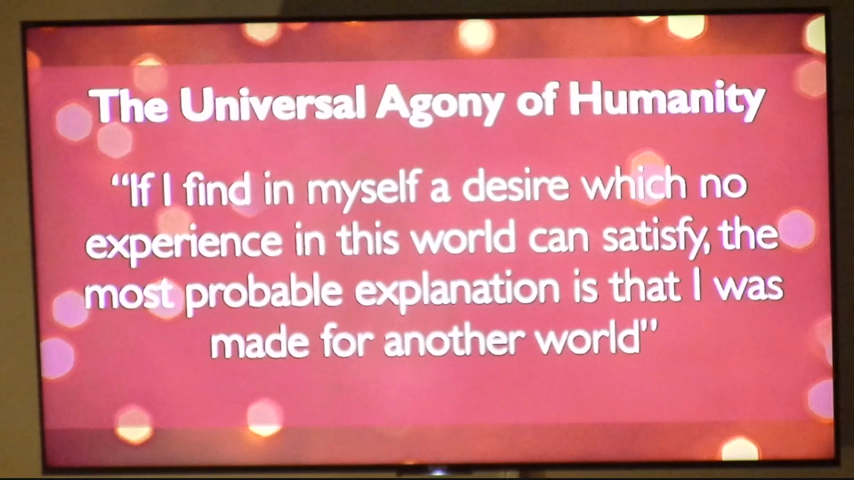 The Universal Agony of Humanity
“If I find in myself a desire which no
experience in this world can satisfy, the
most probable explanation is that I was
made for another world”